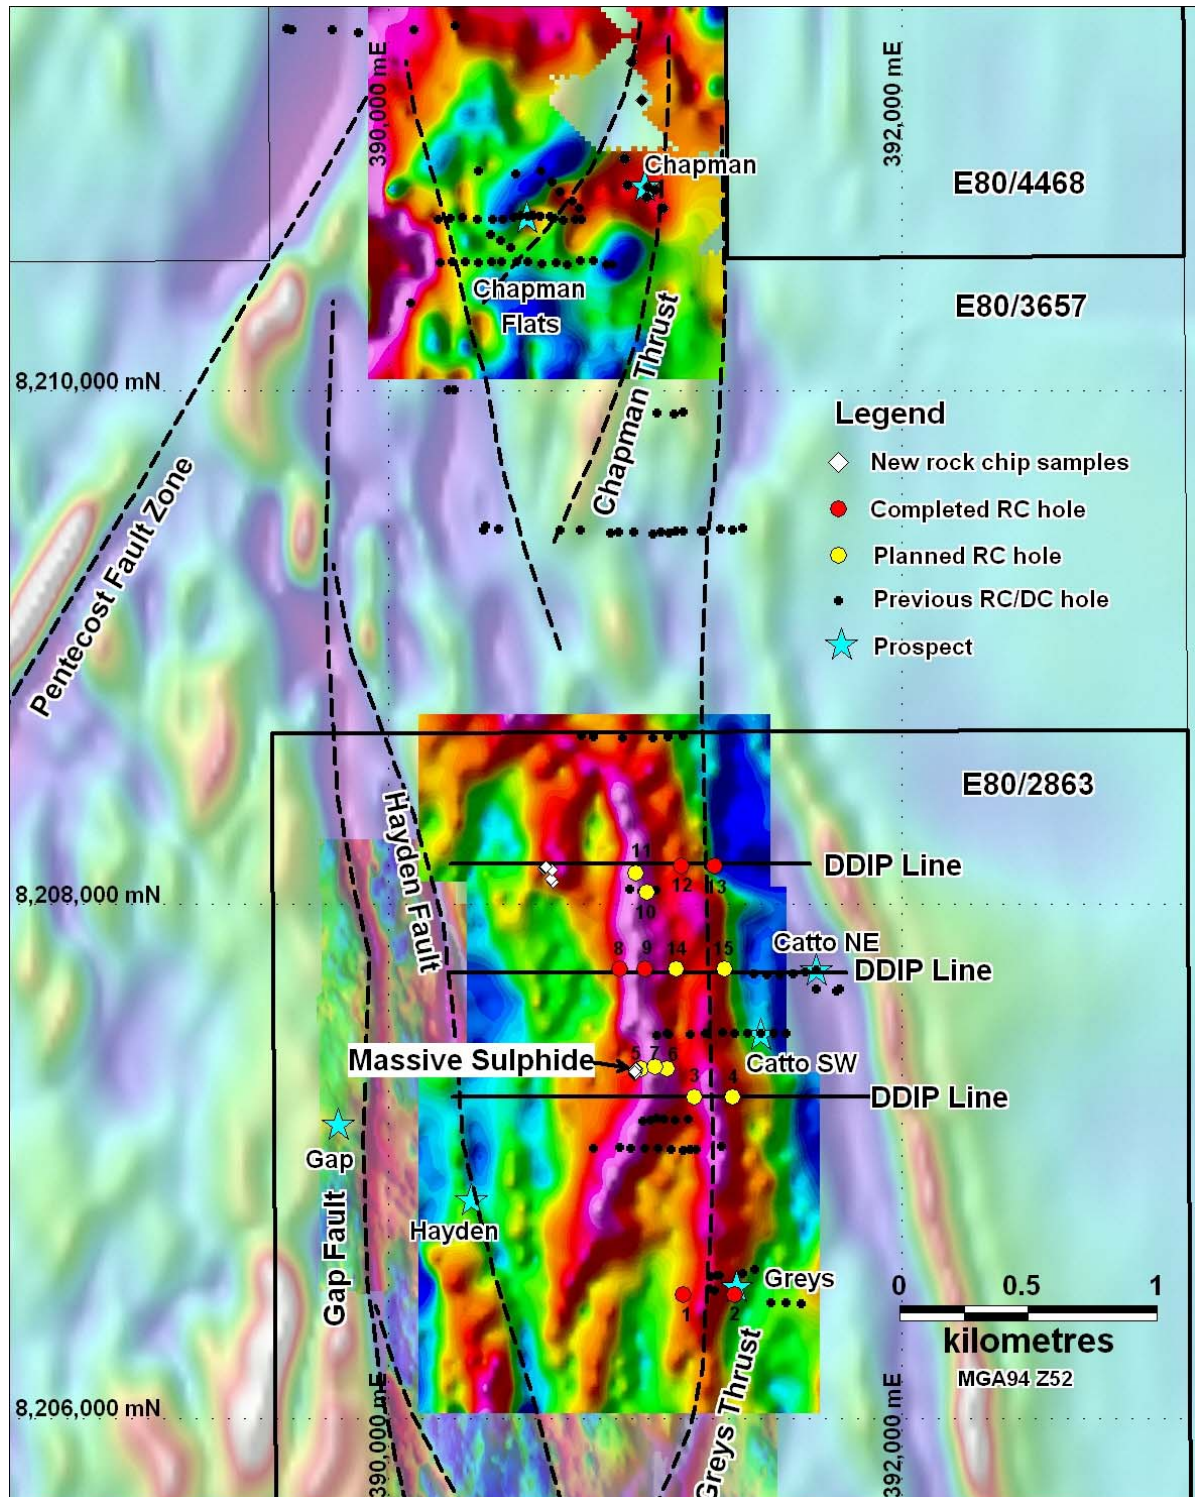 390,000 mE
392,000 mE
Chapman
E80/4468
Chapman
Flats
E80/3657
Chapman Thrust
8,210,000 mN
Legend
New rock chip samples
Completed RC hole
Planned RC hole
Previous RC/DC hole
Prospect
Pentecost Fault Zone
E80/2863
Hayden Fault
11
DDIP Line
12
13
8,208,000 mN
10
8
9
14
15
Catto NE
DDIP Line
5
7
6
Massive Sulphide
Catto SW
3
4
DDIP Line
Gap
Hayden
Gap Fault
Greys
1
2
0
0.5
1
kilometres
MGA94 Z52
Greys Thrust
8,206,000 mN
390,000 mE
392,000 mE